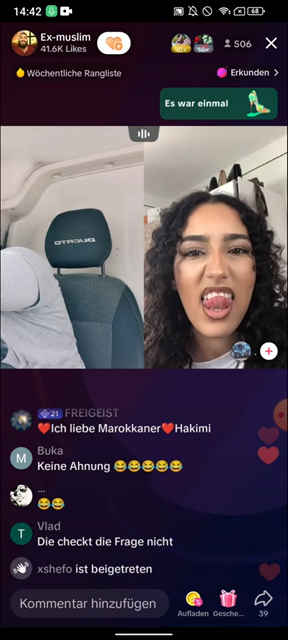 14:42
68
Ex-muslim
41.6K Likes
506
Wöchentliche Rangliste
Erkunden >
Es war einmal
DUCATO
21 FREIGEIST
❤️Ich liebe Marokkaner❤️Hakimi
M
Buka
Keine Ahnung 😂😂😂😂😂
...
😂😂
T
Vlad
Die checkt die Frage nicht
xshefo ist beigetreten
Kommentar hinzufügen
Aufladen
Gesche...
39